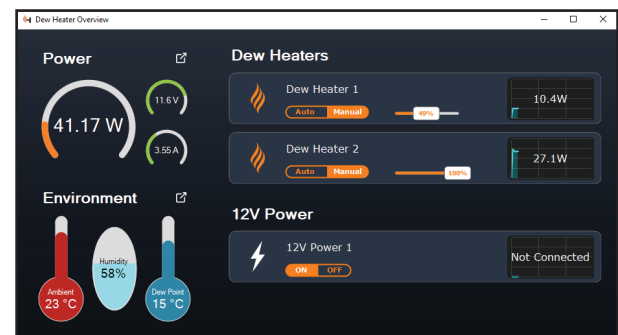 Dew Heater Overview
Power
41.17 W
11.6 V
3.55 A
Environment
Ambient
23 °C
Humidity
58%
Dew Point
15 °C
Dew Heaters
Dew Heater 1
Auto Manual
49%
10.4W
Dew Heater 2
Auto Manual
100%
27.1W
12V Power
12V Power 1
ON OFF
Not Connected